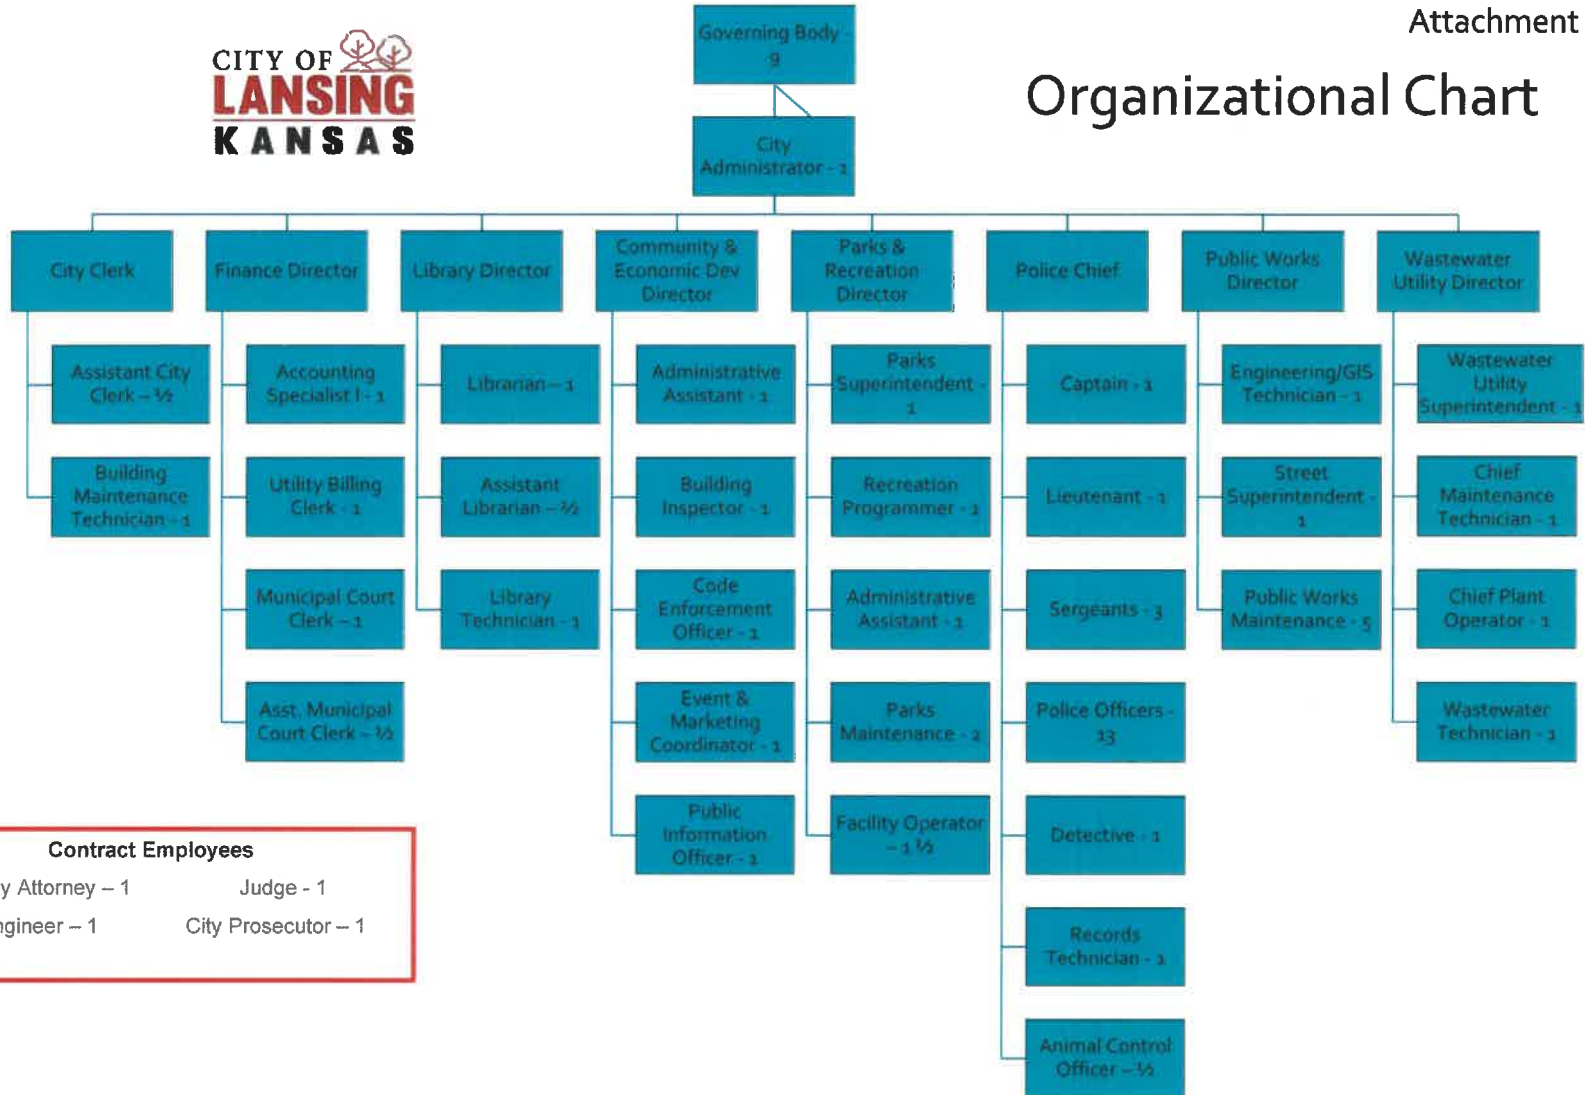 Attachment
CITY OF
LANSING
KANSAS
Organizational Chart
Governing Body -
9
City
Administrator - 1
City Clerk
Assistant City
Clerk – ½
Building
Maintenance
Technician - 1
Finance Director
Accounting
Specialist I - 1
Utility Billing
Clerk - 1
Municipal Court
Clerk – 1
Asst. Municipal
Court Clerk – ½
Library Director
Librarian – 1
Assistant
Librarian – ½
Library
Technician - 1
Community &
Economic Dev
Director
Administrative
Assistant - 1
Building
Inspector - 1
Code
Enforcement
Officer - 1
Event &
Marketing
Coordinator - 1
Public
Information
Officer - 1
Parks &
Recreation
Director
Parks
Superintendent -
1
Recreation
Programmer - 1
Administrative
Assistant - 1
Parks
Maintenance -
Facility Operator
– 1 ½
Police Chief
Captain - 1
Lieutenant - 1
Sergeants - 3
Police Officers -
13
Detective - 1
Records
Technician - 1
Animal Control
Officer – ½
Public Works
Director
Engineering/GIS
Technician - 1
Street
Superintendent -
1
Public Works
Maintenance - 5
Wastewater
Utility Director
Wastewater
Utility
Superintendent - 1
Chief
Maintenance
Technician - 1
Chief Plant
Operator - 1
Wastewater
Technician - 1
Contract Employees
y Attorney – 1 Judge - 1
ngineer – 1 City Prosecutor – 1